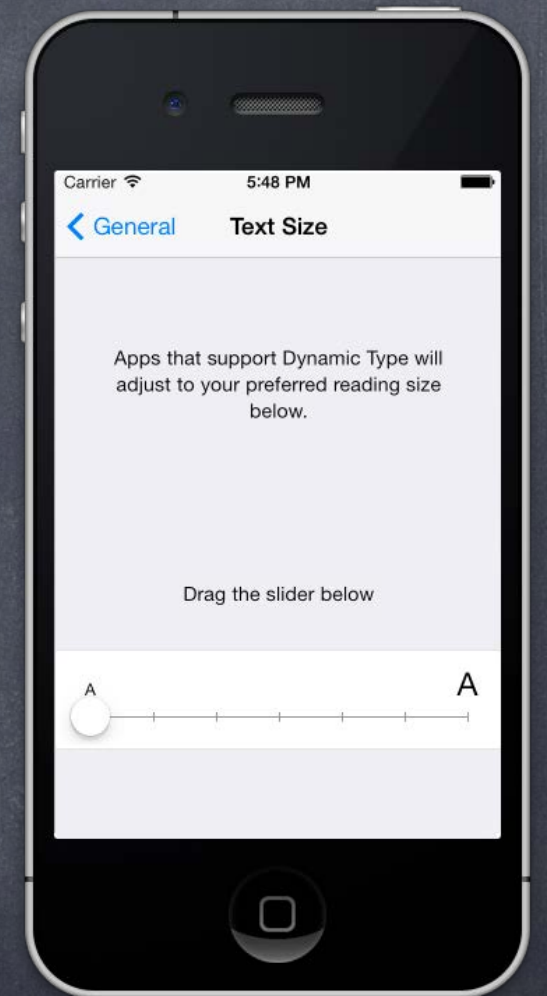 Carrier 5:48 PM
General Text Size
Apps that support Dynamic Type will
adjust to your preferred reading size
below.
Drag the slider below
A A